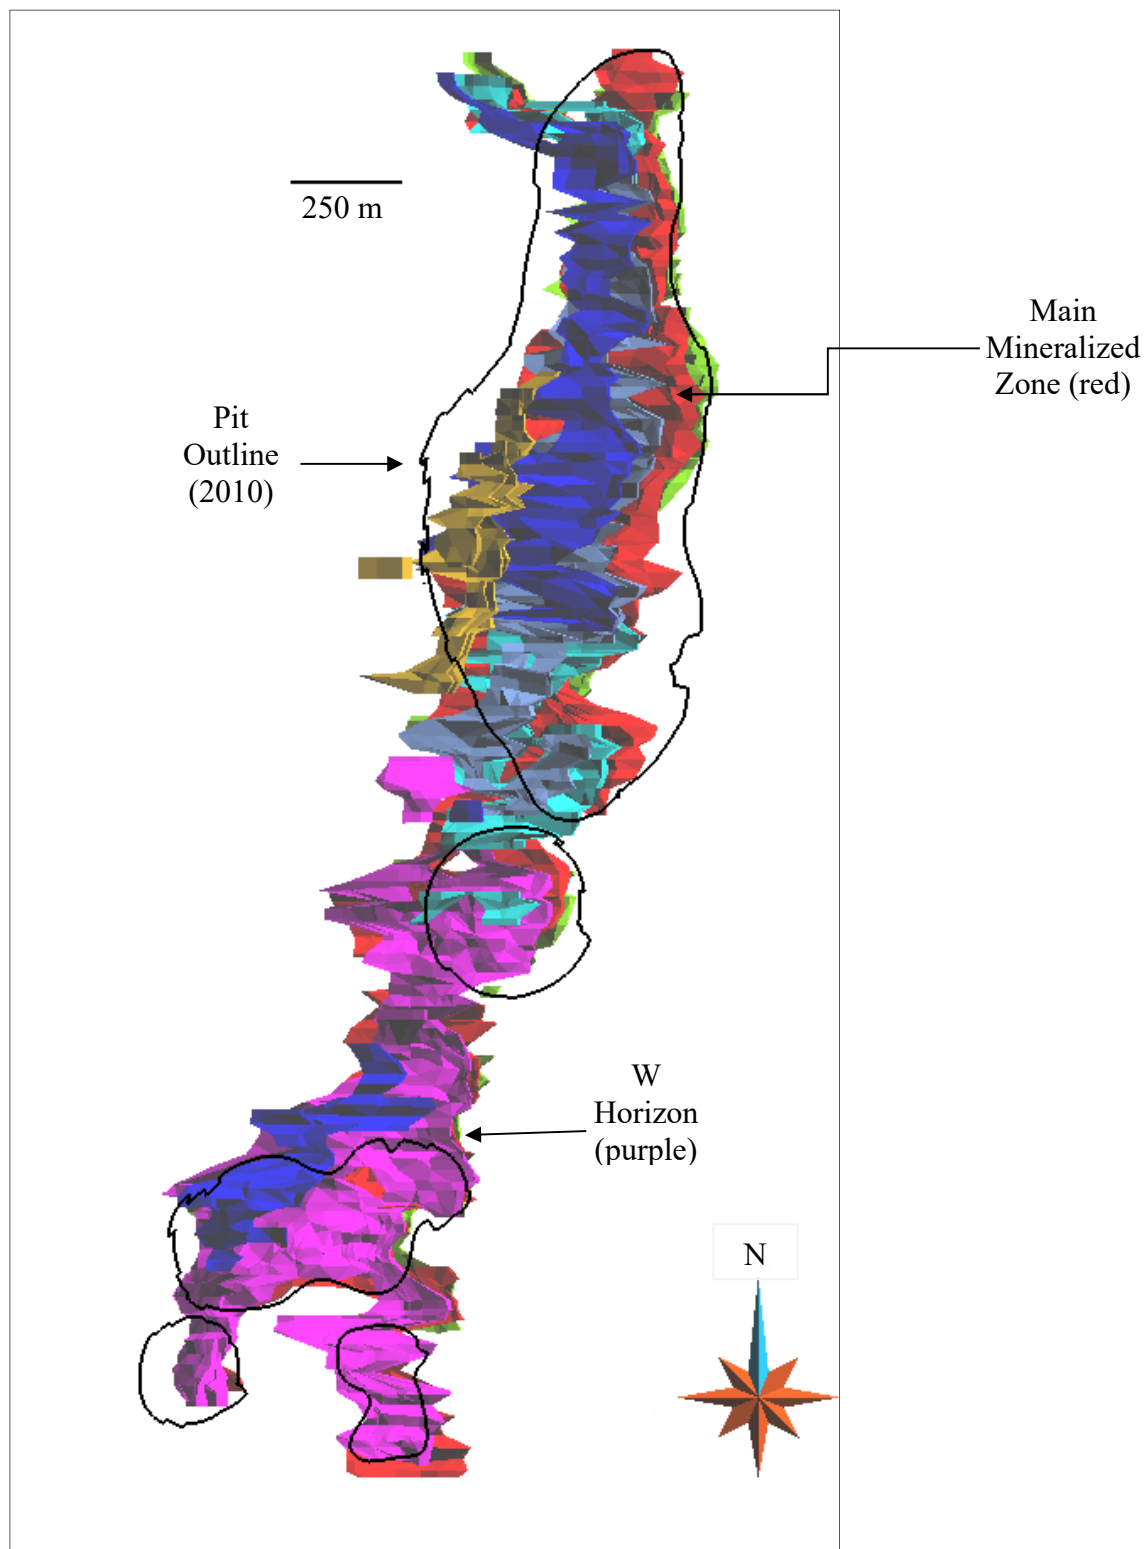 250 m
Main
Mineralized
Zone (red)
Pit
Outline
(2010)
W
Horizon
(purple)
N